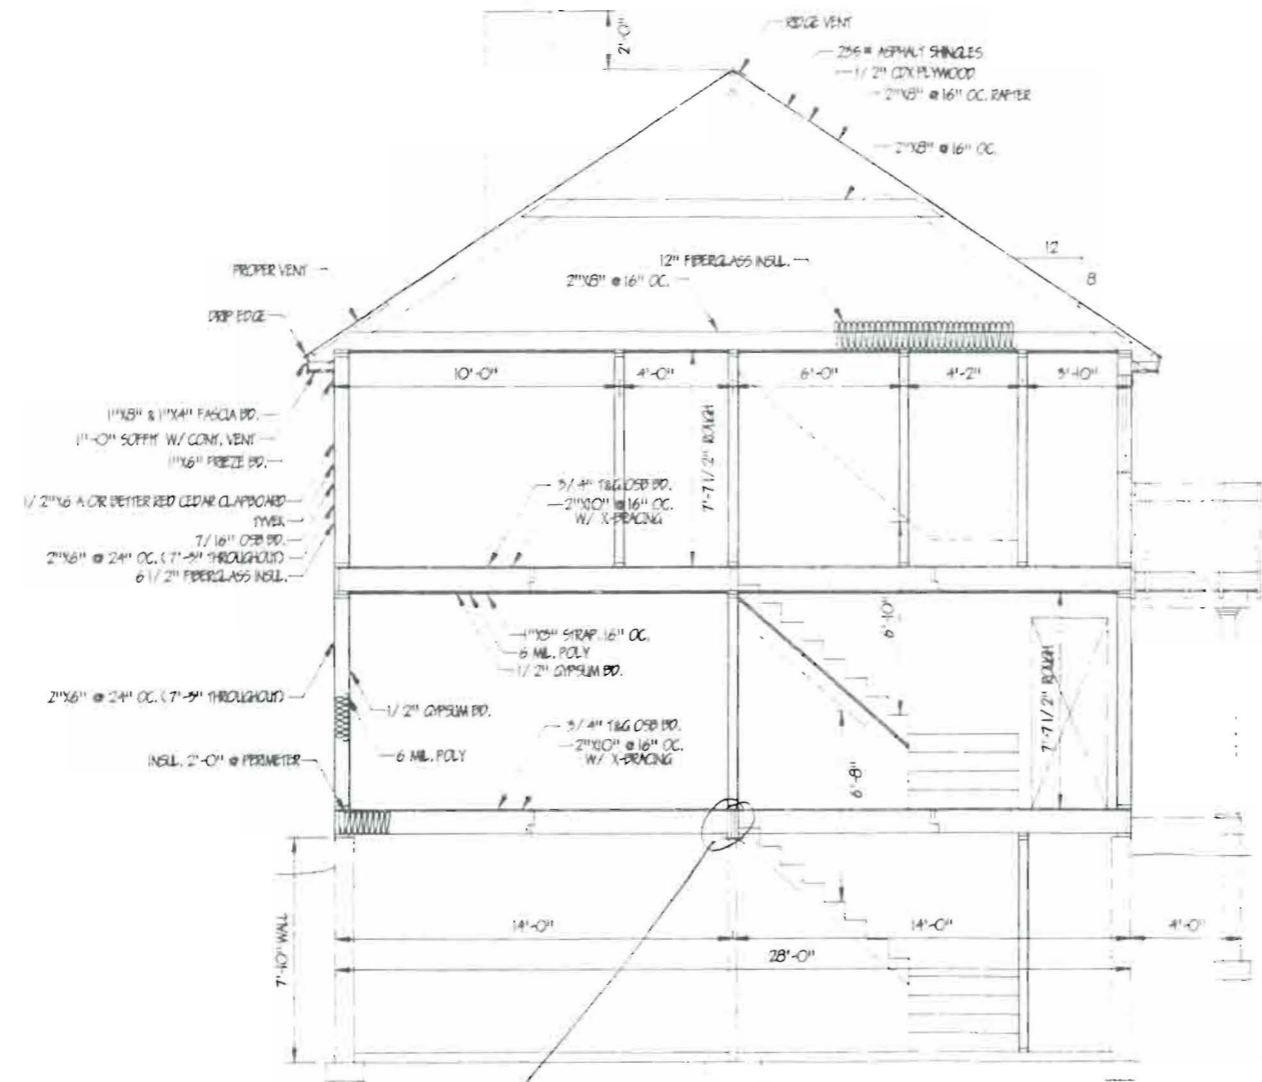 2'-0"
RIDGE VENT
235# ASPHALT SHINGLES
1/2" CDX PLYWOOD
2"X8" @ 16" OC. RAFTER
2"X8" @ 16" OC.
12
8
PROPER VENT
12" FIBERGLASS INSUL.
2"X8" @ 16" OC.
DRIP EDGE
10'-0"
4'-0"
6'-0"
4'-2"
3'-10"
1"X8" & 1"X4" FASCIA BD.
1'-0" SOFFIT W/ CONT. VENT
1"X6" FRIEZE BD.
1/2"X6 A OR BETTER RED CEDAR CLAPBOARD
TYVEK
7/16" OSB BD.
2"X6" @ 24" OC. (7'-3" THROUGHOUT)
6 1/2" FIBERGLASS INSUL.
7'-7 1/2" ROUGH
3/4" T&G OSB BD.
2"X10" @ 16" OC.
W/ X-BRACING
1"X3" STRAP. 16" OC.
6 MIL. POLY
1/2" GYPSUM BD.
6'-10"
7'-7 1/2" ROUGH
2"X6" @ 24" OC. (7'-3" THROUGHOUT)
1/2" GYPSUM BD.
6 MIL. POLY
3/4" T&G OSB BD.
2"X10" @ 16" OC.
W/ X-BRACING
INSUL. 2'-0" @ PERIMETER
6'-8"
7'-10" WALL
14'-0"
14'-0"
4'-0"
28'-0"